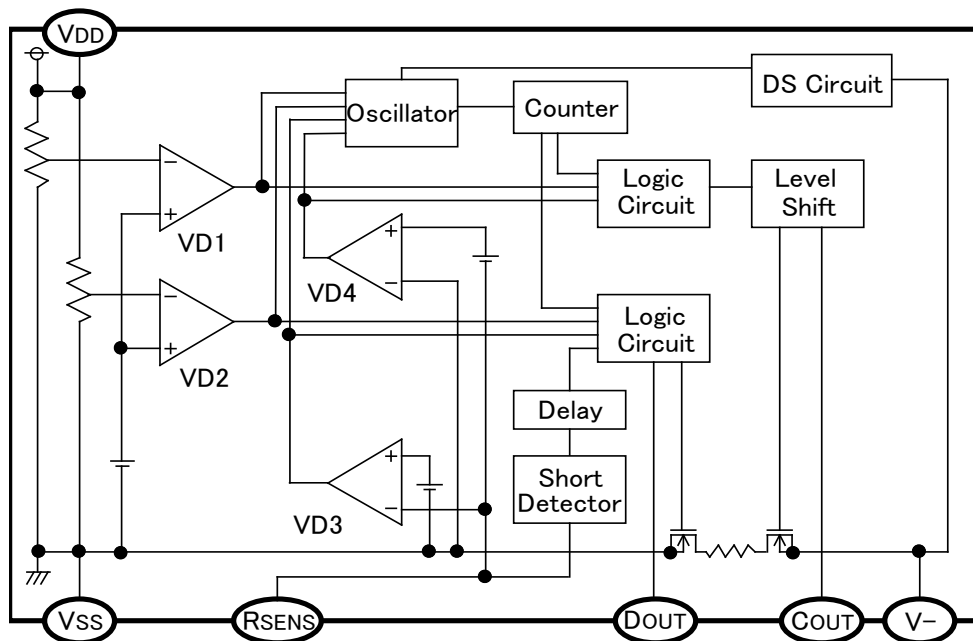 VDD
DS Circuit
Oscillator
Counter
−
+
VD1
Logic
Circuit
Level
Shift
+
−
VD4
−
+
VD2
Logic
Circuit
Delay
+
−
VD3
Short
Detector
VSS
RSENS
DOUT
COUT
V−